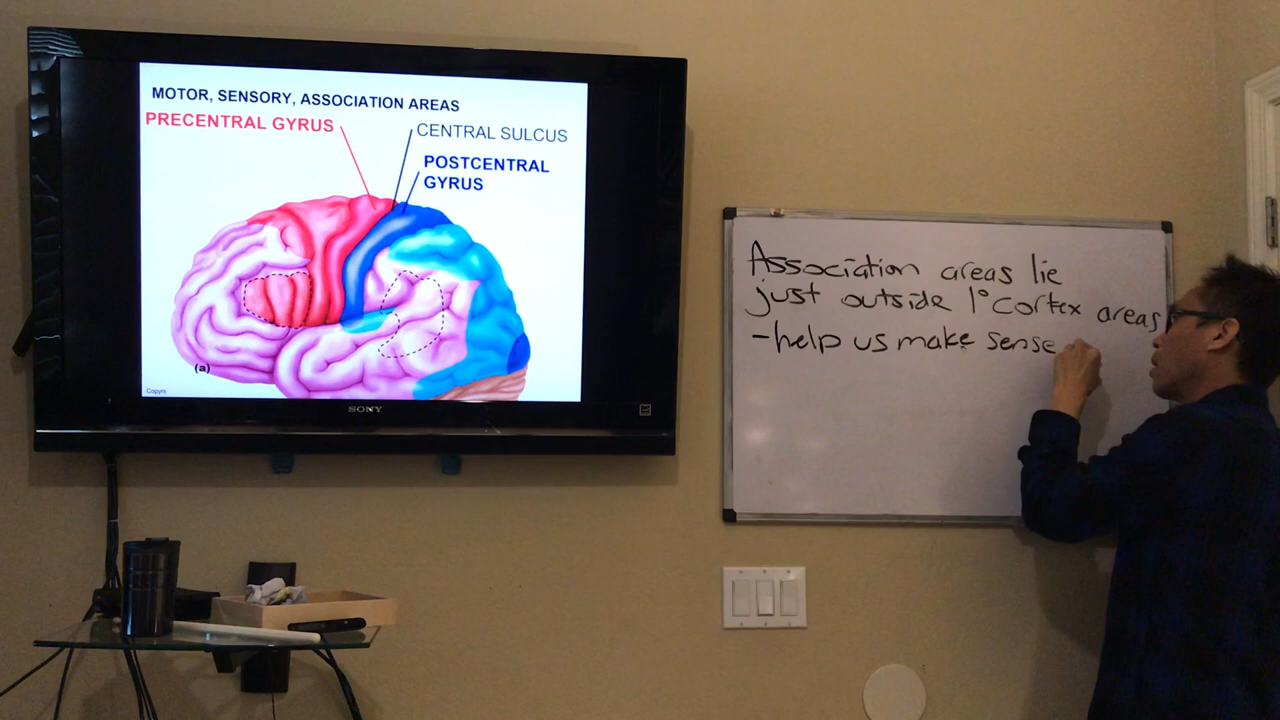 MOTOR, SENSORY, ASSOCIATION AREAS
PRECENTRAL GYRUS
CENTRAL SULCUS
POSTCENTRAL
GYRUS
(a)
Copyri
SONY
Association areas lie
just outside 1° cortex areas
-help us make sense